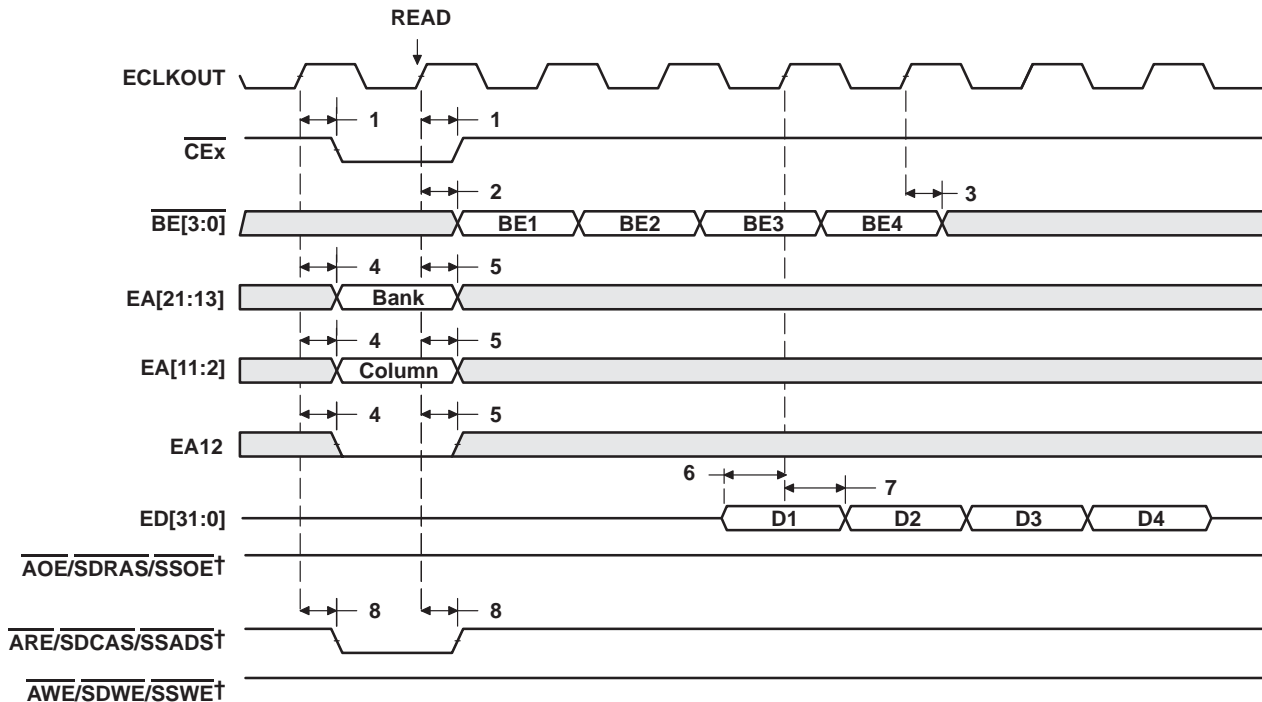 READ
ECLKOUT
1 1
CEx
2 3
BE[3:0] BE1 BE2 BE3 BE4
4 5
EA[21:13] Bank
4 5
EA[11:2] Column
4 5
EA12
6 7
ED[31:0] D1 D2 D3 D4
AOE/SDRAS/SSOE†
8 8
ARE/SDCAS/SSADS†
AWE/SDWE/SSWE†